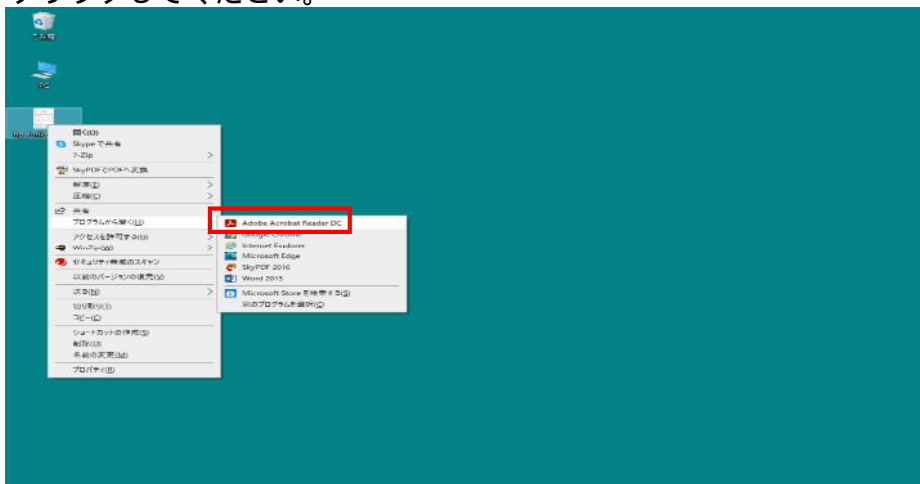 クリックしてください。
ごみ箱
PC
開く(O)
Skype で共有
7-Zip
SkyPDFでPDFへ変換
解凍(D)
圧縮(C)
共有
プログラムから開く(H)
アクセスを許可する(G)
WinZip(W)
セキュリティ脅威のスキャン
以前のバージョンの復元(V)
送る(N)
切り取り(T)
コピー(C)
ショートカットの作成(S)
削除(D)
名前の変更(M)
プロパティ(R)
Adobe Acrobat Reader DC
Google Chrome
Internet Explorer
Microsoft Edge
SkyPDF 2016
Word 2013
Microsoft Store を検索する(S)
別のプログラムを選択(C)